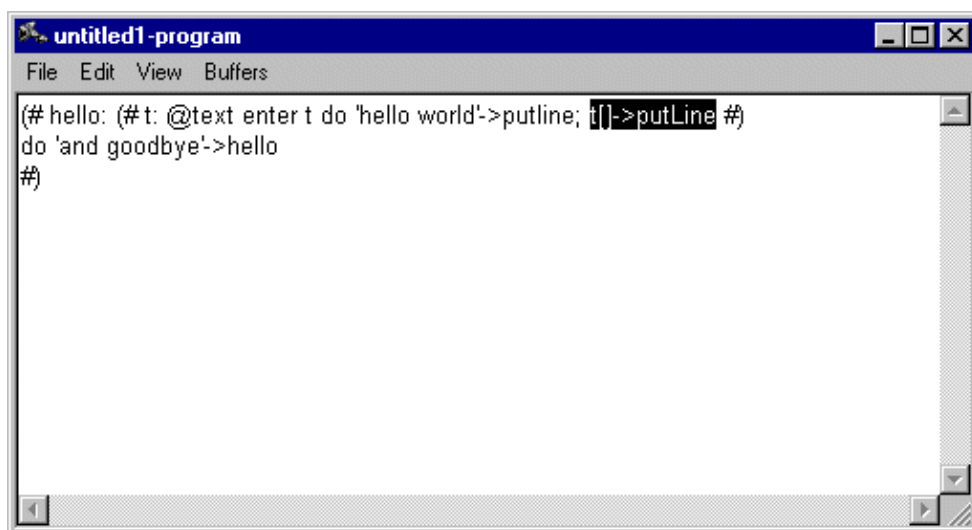 untitled1-program
File Edit View Buffers
(# hello: (# t: @text enter t do 'hello world'->putline; t[]->putLine #)
do 'and goodbye'->hello
#)